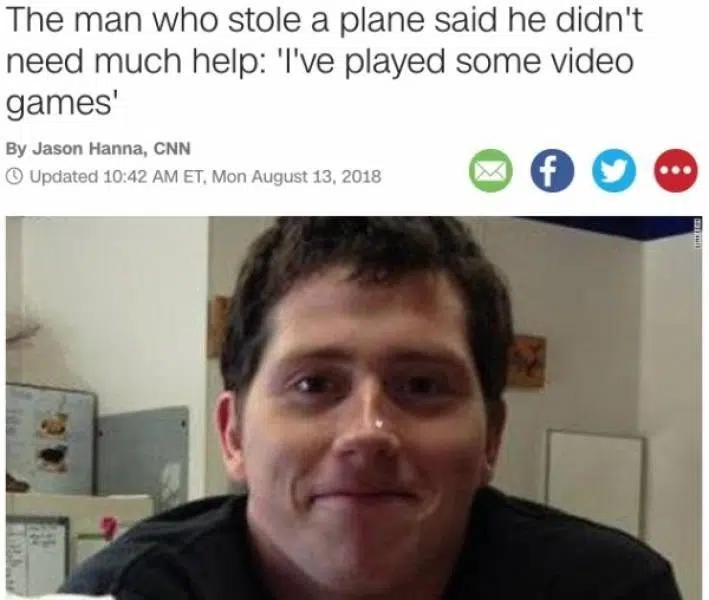 The man who stole a plane said he didn't
need much help: 'I've played some video
games'
By Jason Hanna, CNN
Updated 10:42 AM ET, Mon August 13, 2018